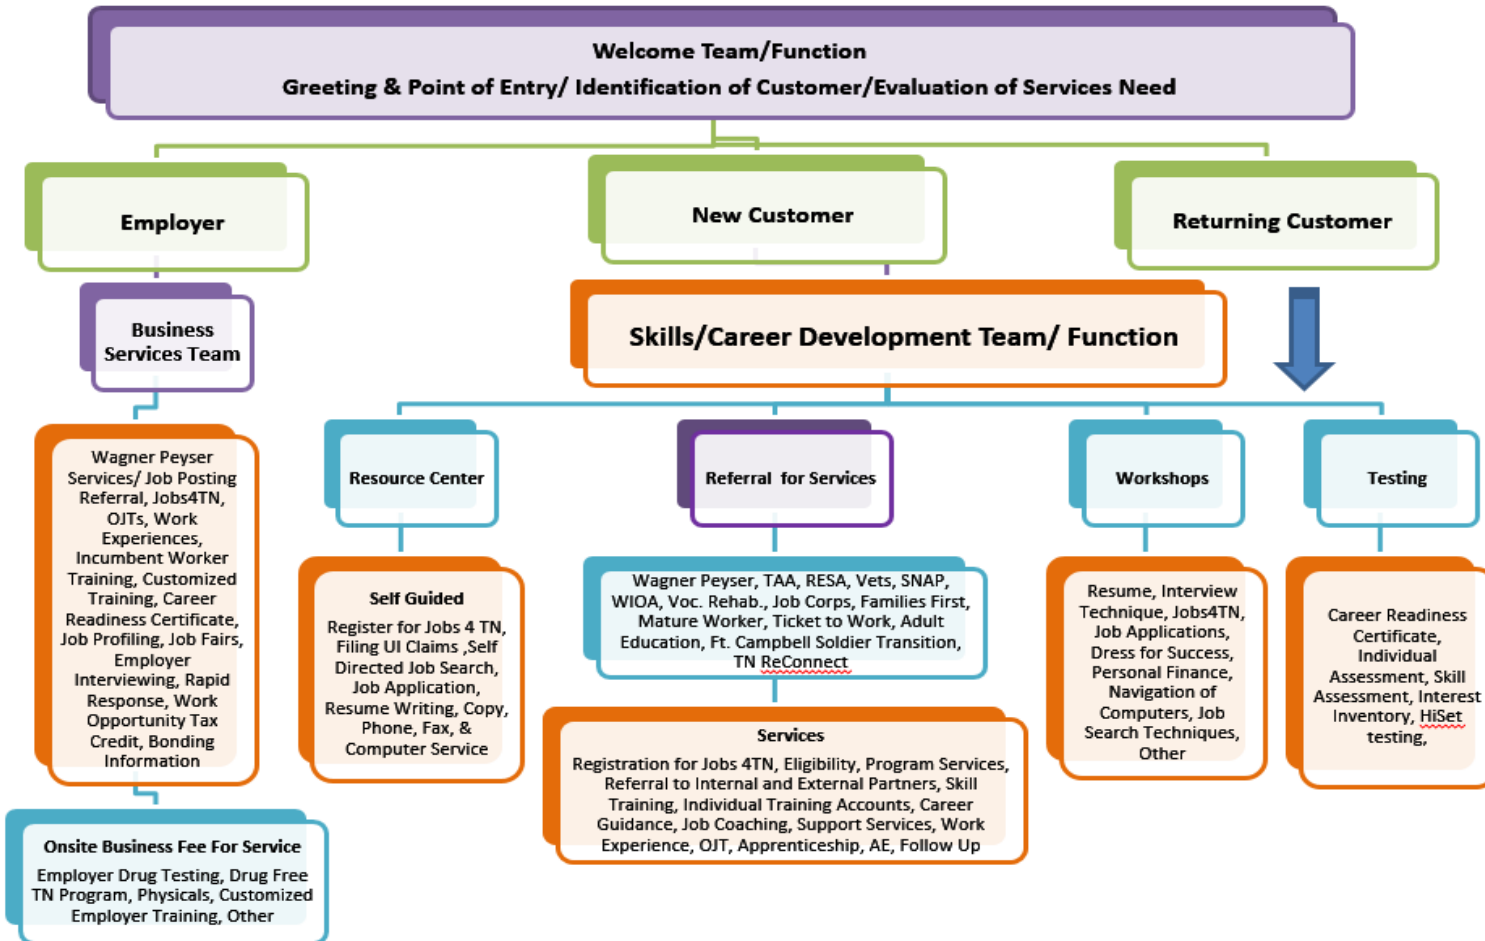 Welcome Team/Function
Greeting & Point of Entry/ Identification of Customer/Evaluation of Services Need
Employer
New Customer
Returning Customer
Business
Services Team
Skills/Career Development Team/ Function
Wagner Peyser
Services/ Job Posting
Referral, Jobs4TN,
OJTs, Work
Experiences,
Incumbent Worker
Training, Customized
Training, Career
Readiness Certificate,
Job Profiling, Job Fairs,
Employer
Interviewing, Rapid
Response, Work
Opportunity Tax
Credit, Bonding
Information
Onsite Business Fee For Service
Employer Drug Testing, Drug Free
TN Program, Physicals, Customized
Employer Training, Other
Resource Center
Self Guided
Register for Jobs 4 TN,
Filing UI Claims ,Self
Directed Job Search,
Job Application,
Resume Writing, Copy,
Phone, Fax, &
Computer Service
Referral for Services
Wagner Peyser, TAA, RESA, Vets, SNAP,
WIOA, Voc. Rehab., Job Corps, Families First,
Mature Worker, Ticket to Work, Adult
Education, Ft. Campbell Soldier Transition,
TN ReConnect
Services
Registration for Jobs 4TN, Eligibility, Program Services,
Referral to Internal and External Partners, Skill
Training, Individual Training Accounts, Career
Guidance, Job Coaching, Support Services, Work
Experience, OJT, Apprenticeship, AE, Follow Up
Workshops
Resume, Interview
Technique, Jobs4TN,
Job Applications,
Dress for Success,
Personal Finance,
Navigation of
Computers, Job
Search Techniques,
Other
Testing
Career Readiness
Certificate,
Individual
Assessment, Skill
Assessment, Interest
Inventory, HiSet
testing,